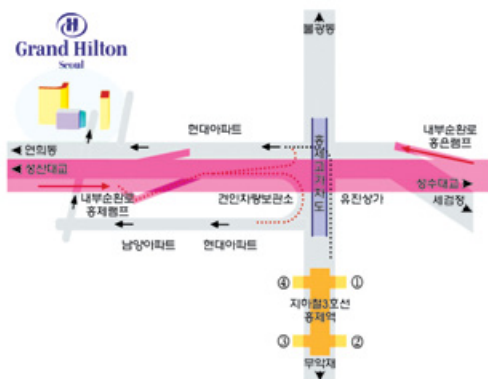 Grand Hilton
Seoul
불광동
현대아파트
내부순환로
홍은램프
연희동
성산대교
홍제고가차도
내부순환로
홍제램프
견인차량보관소
유진상가
성수대교
세검정
남양아파트
현대아파트
④
①
지하철3호선
홍제역
③
②
무악재